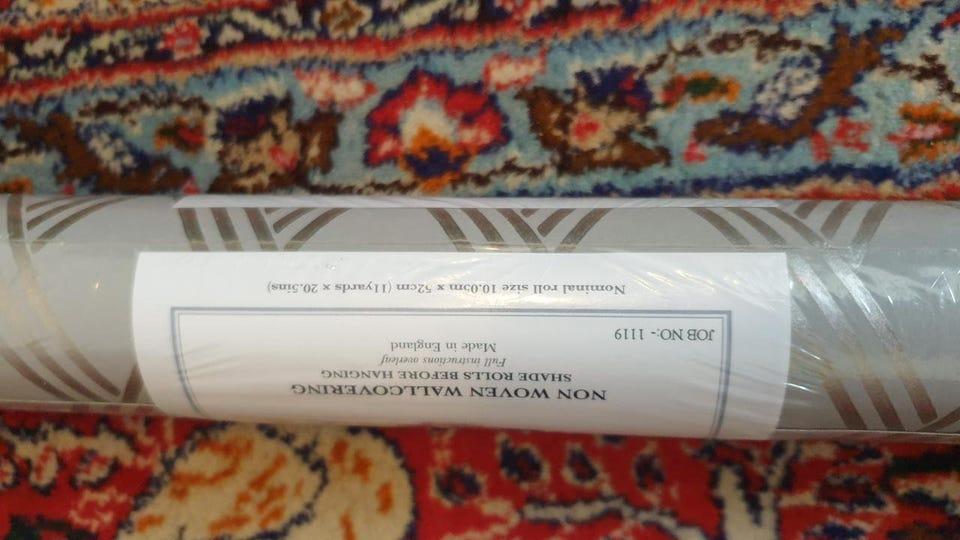 NON WOVEN WALLCOVERING
SHADE ROLLS BEFORE HANGING
Full instructions overleaf
Made in England
JOB NO:- 1119
Nominal roll size 10.05m x 52cm (11yards x 20.5ins)